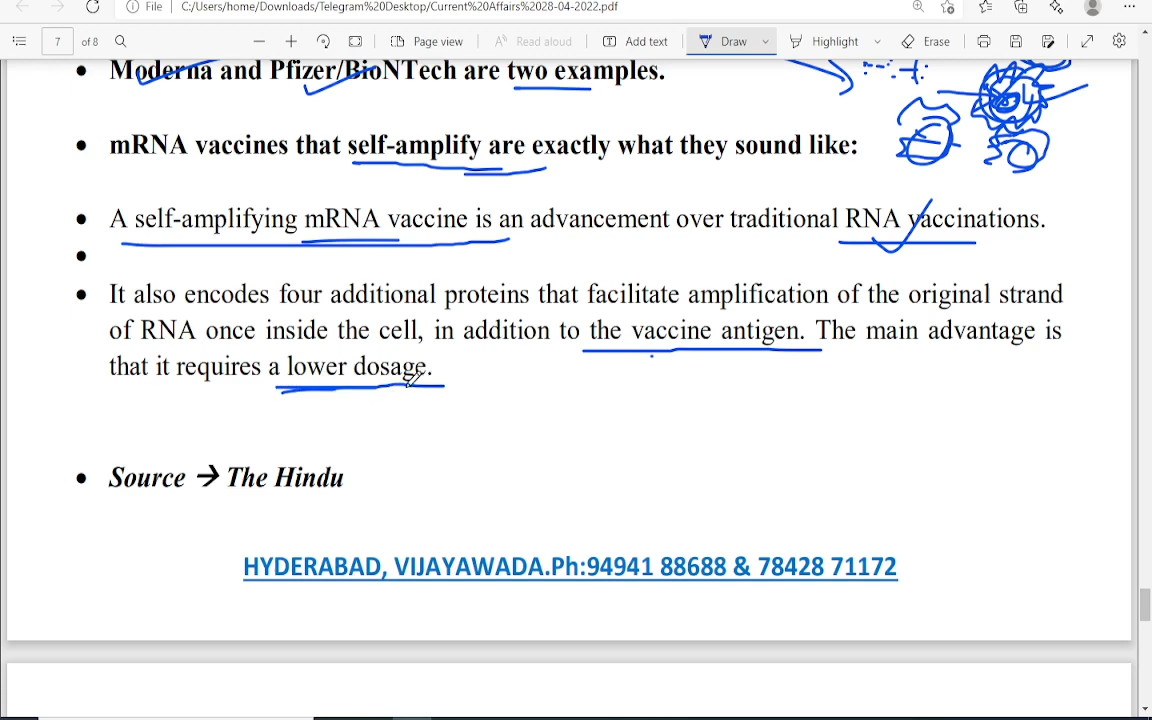 File
C:/Users/home/Downloads/Telegram%20Desktop/Current%20Affairs%2028-04-2022.pdf
7 of 8
Page view
Read aloud
Add text
Draw
Highlight
Erase
• Moderna and Pfizer/BioNTech are two examples.
• mRNA vaccines that self-amplify are exactly what they sound like:
• A self-amplifying mRNA vaccine is an advancement over traditional RNA vaccinations.
•
• It also encodes four additional proteins that facilitate amplification of the original strand
of RNA once inside the cell, in addition to the vaccine antigen. The main advantage is
that it requires a lower dosage.
• Source → The Hindu
HYDERABAD, VIJAYAWADA.Ph:94941 88688 & 78428 71172